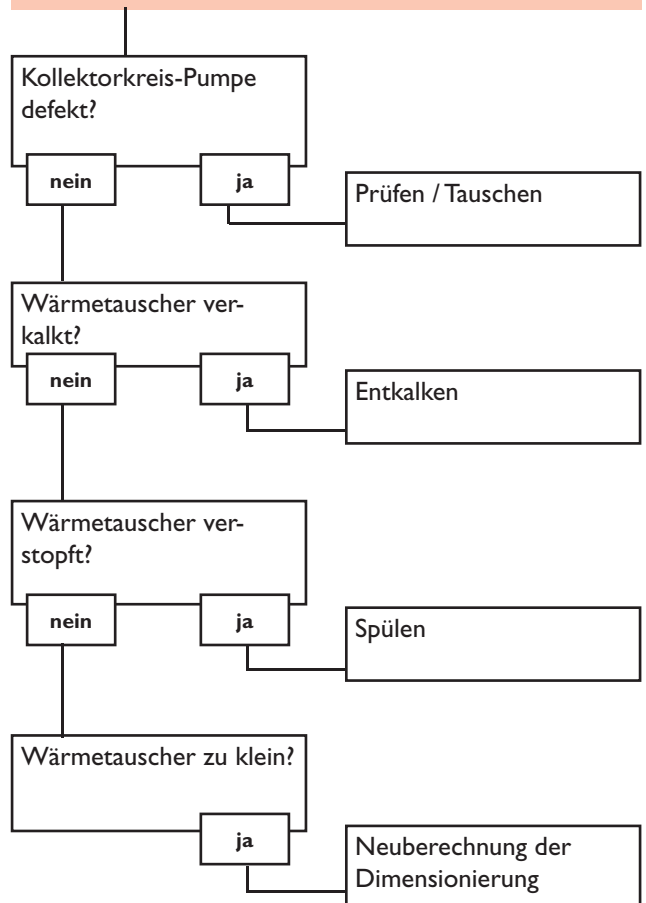 Kollektorkreis-Pumpe
defekt?
nein
ja
Prüfen / Tauschen
Wärmetauscher ver-
kalkt?
nein
ja
Entkalken
Wärmetauscher ver-
stopft?
nein
ja
Spülen
Wärmetauscher zu klein?
ja
Neuberechnung der
Dimensionierung